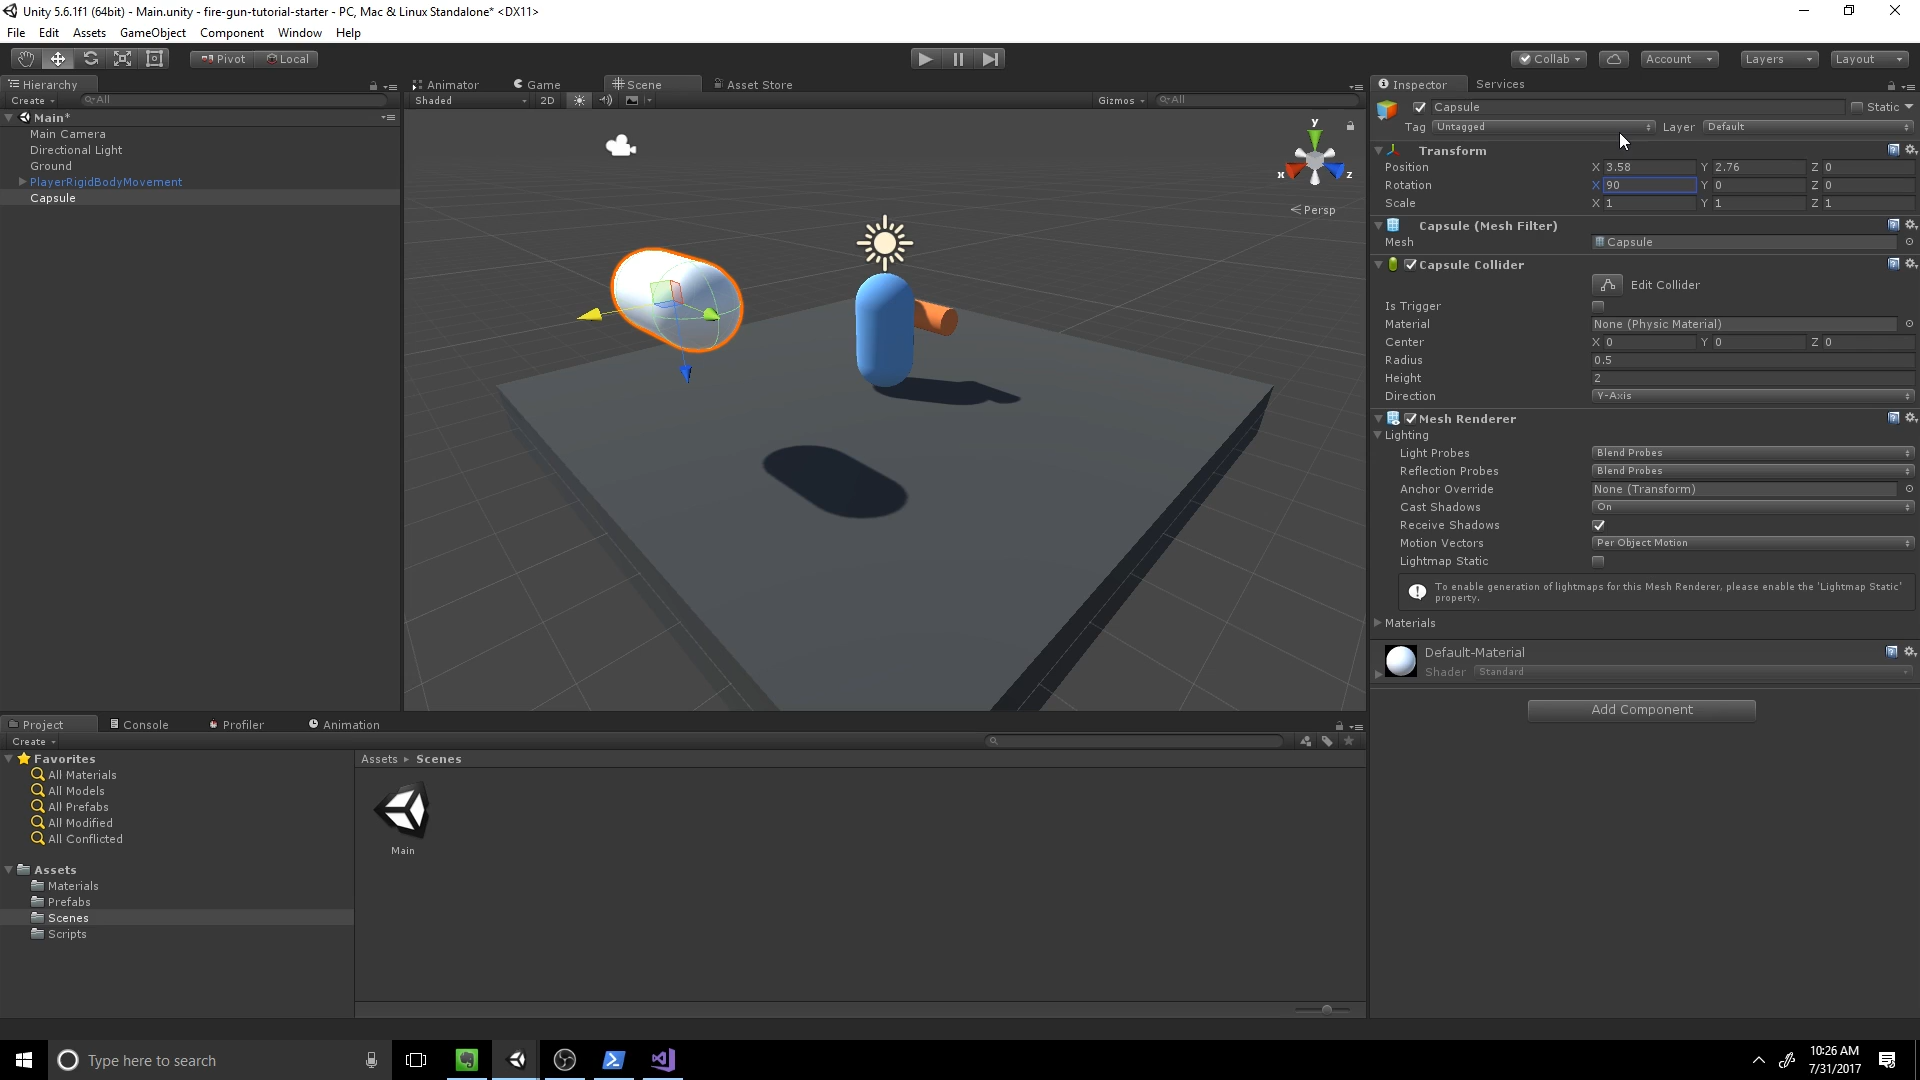 Unity 5.6.1f1 (64bit) - Main.unity - fire-gun-tutorial-starter - PC, Mac & Linux Standalone* <DX11>
File Edit Assets GameObject Component Window Help
Pivot Local Collab Account Layers Layout
Hierarchy
Create All
Main*
Main Camera
Directional Light
Ground
PlayerRigidBodyMovement
Capsule
Animator Game Scene Asset Store
Shaded 2D Gizmos All
y
x z
Persp
Inspector Services
Capsule Static
Tag Untagged Layer Default
Transform
Position X 3.58 Y 2.76 Z 0
Rotation X 90 Y 0 Z 0
Scale X 1 Y 1 Z 1
Capsule (Mesh Filter)
Mesh Capsule
Capsule Collider
Edit Collider
Is Trigger
Material None (Physic Material)
Center X 0 Y 0 Z 0
Radius 0.5
Height 2
Direction Y-Axis
Mesh Renderer
Lighting
Light Probes Blend Probes
Reflection Probes Blend Probes
Anchor Override None (Transform)
Cast Shadows On
Receive Shadows
Motion Vectors Per Object Motion
Lightmap Static
To enable generation of lightmaps for this Mesh Renderer, please enable the 'Lightmap Static'
property.
Materials
Default-Material
Shader Standard
Add Component
Project Console Profiler Animation
Create
Favorites
All Materials
All Models
All Prefabs
All Modified
All Conflicted
Assets
Materials
Prefabs
Scenes
Scripts
Assets Scenes
Main
Type here to search
10:26 AM
7/31/2017